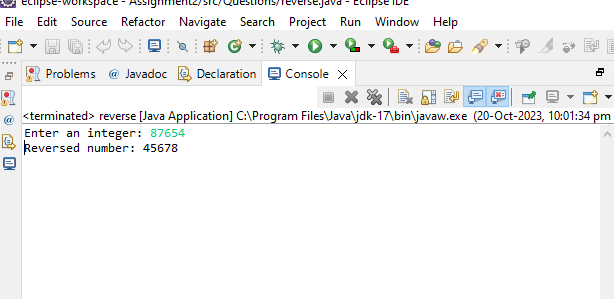 eclipse-workspace - Assignment2/src/Questions/reverse.java - Eclipse IDE
File Edit Source Refactor Navigate Search Project Run Window Help
Problems @ Javadoc Declaration Console
<terminated> reverse [Java Application] C:\Program Files\Java\jdk-17\bin\javaw.exe (20-Oct-2023, 10:01:34 pm
Enter an integer: 87654
Reversed number: 45678